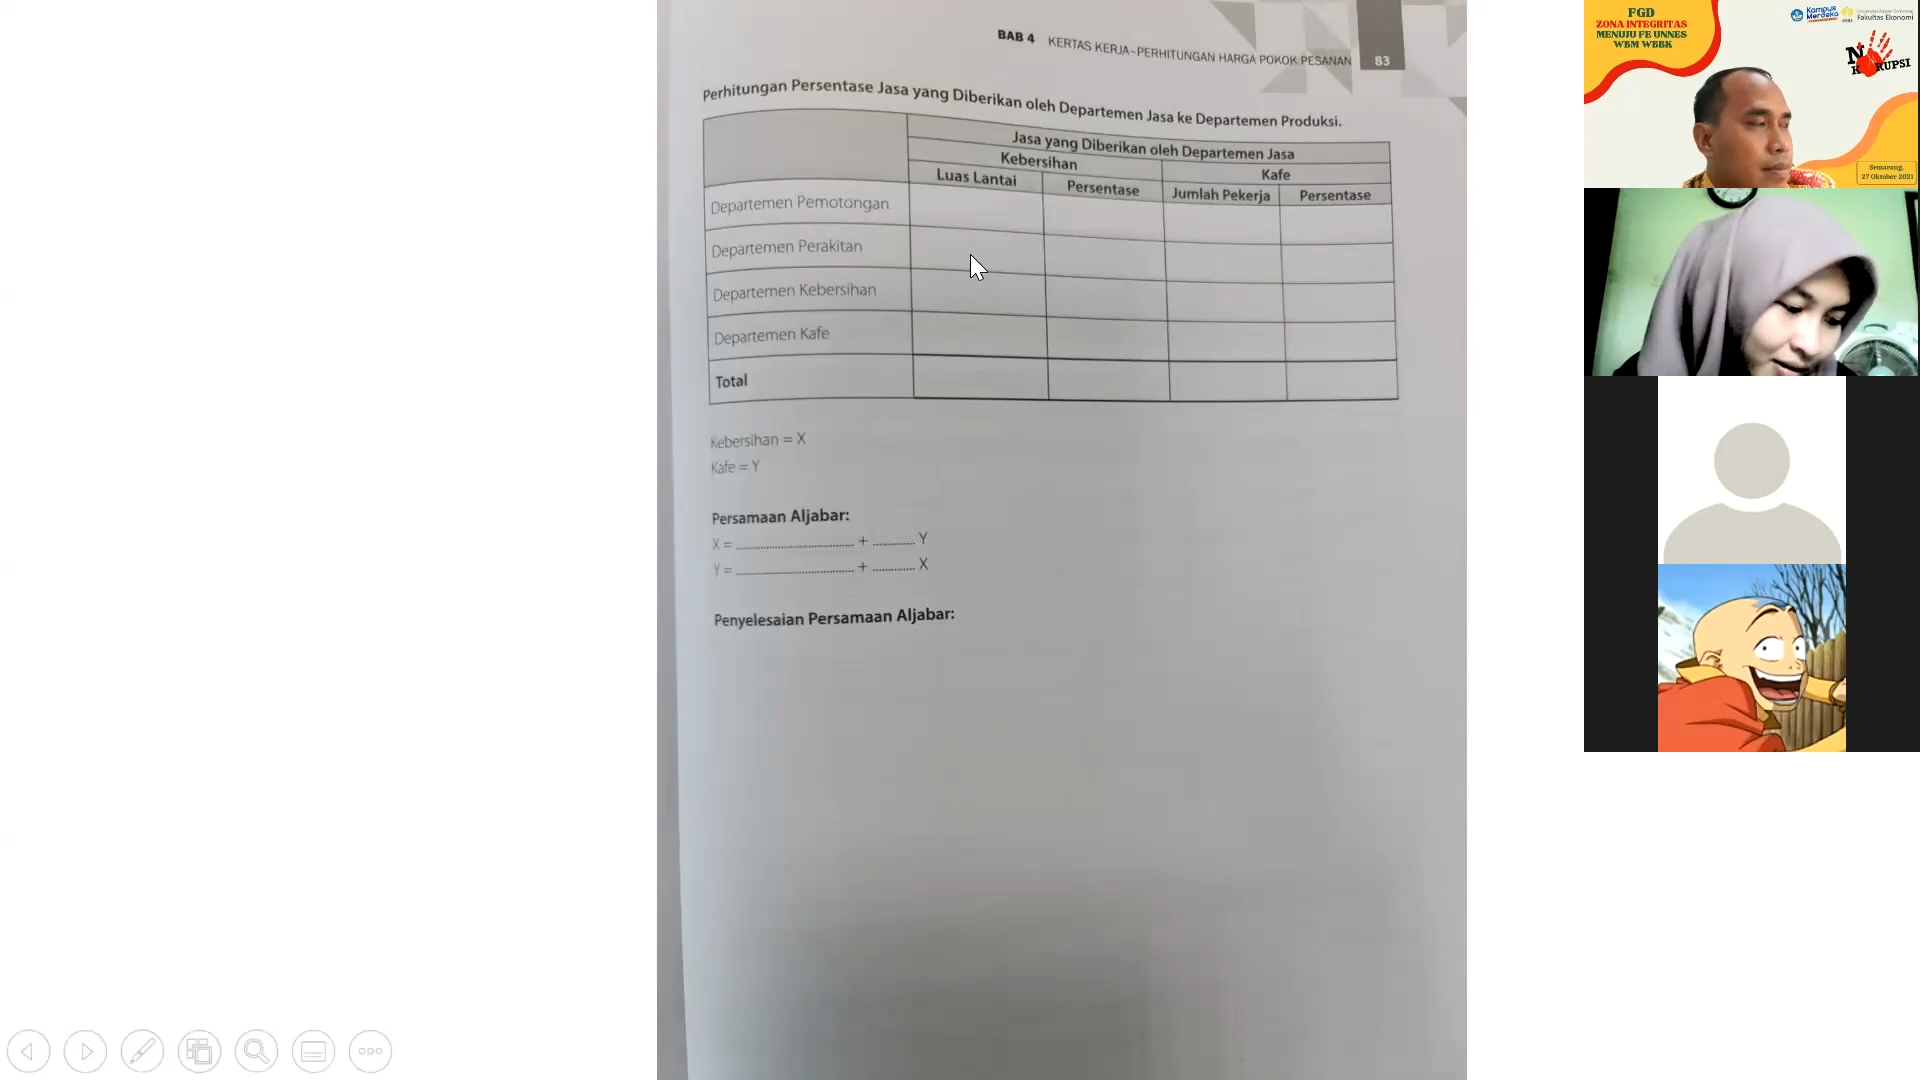 BAB 4 KERTAS KERJA–PERHITUNGAN HARGA POKOK PESANAN 83
Perhitungan Persentase Jasa yang Diberikan oleh Departemen Jasa ke Departemen Produksi.
Jasa yang Diberikan oleh Departemen Jasa
Kebersihan Kafe
Luas Lantai Persentase Jumlah Pekerja Persentase
Departemen Pemotongan
Departemen Perakitan
Departemen Kebersihan
Departemen Kafe
Total
Kebersihan = X
Kafe = Y
Persamaan Aljabar:
X = .................................. + ............ Y
Y = .................................. + ............ X
Penyelesaian Persamaan Aljabar:
FGD
ZONA INTEGRITAS
MENUJU FE UNNES
WBM WBBK
Kampus
Merdeka
Fakultas Ekonomi
N
K RUPSI
Semarang,
27 Oktober 2021